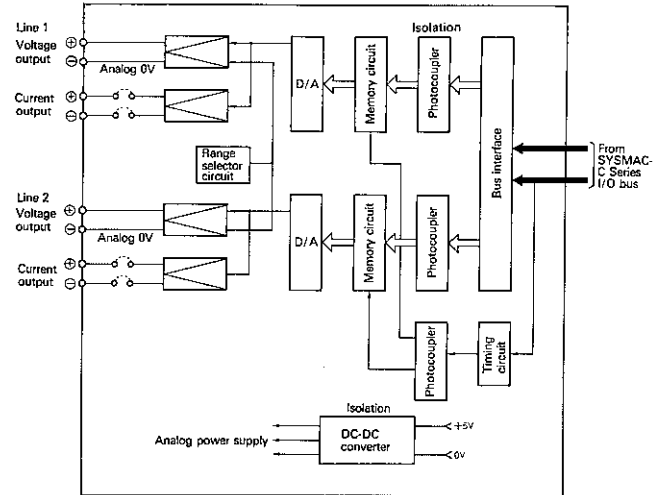 Line 1
Voltage
output
⊕
⊖
Analog 0V
Current
output
⊕
⊖
D/A
Memory circuit
Isolation
Photocoupler
Bus interface
From
SYSMAC-
C Series
I/O bus
Range
selector
circuit
Line 2
Voltage
output
⊕
⊖
Analog 0V
Current
output
⊕
⊖
D/A
Memory circuit
Photocoupler
Photocoupler
Timing
circuit
Isolation
Analog power supply
DC-DC
converter
+5V
0V